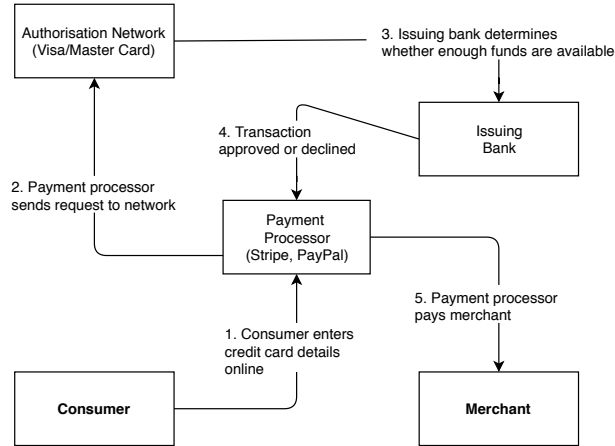 Authorisation Network
(Visa/Master Card)
3. Issuing bank determines
whether enough funds are available
4. Transaction
approved or declined
Issuing
Bank
2. Payment processor
sends request to network
Payment
Processor
(Stripe, PayPal)
5. Payment processor
pays merchant
1. Consumer enters
credit card details
online
Consumer
Merchant